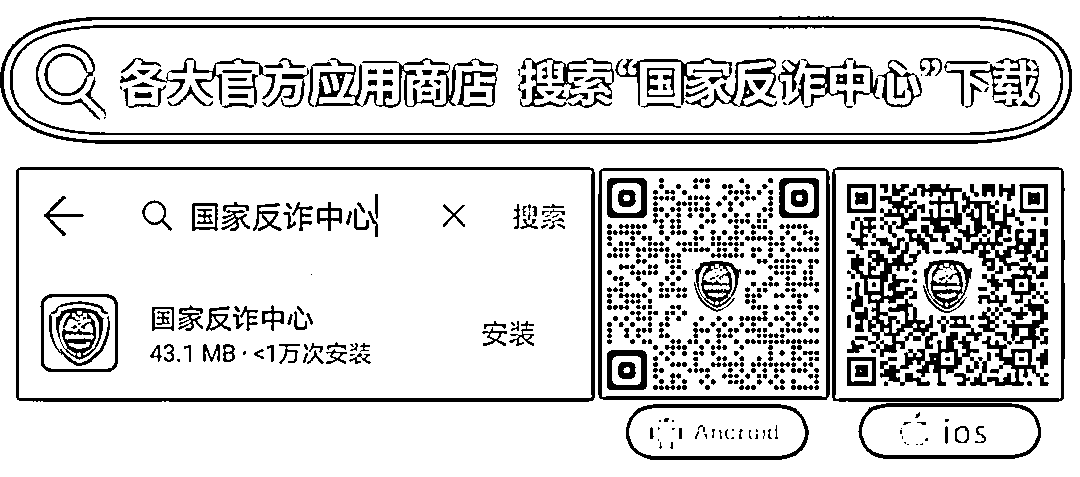 各大官方应用商店 搜索“国家反诈中心”下载
国家反诈中心
搜索
国家反诈中心
43.1 MB · <1万次安装
安装
Android
ios